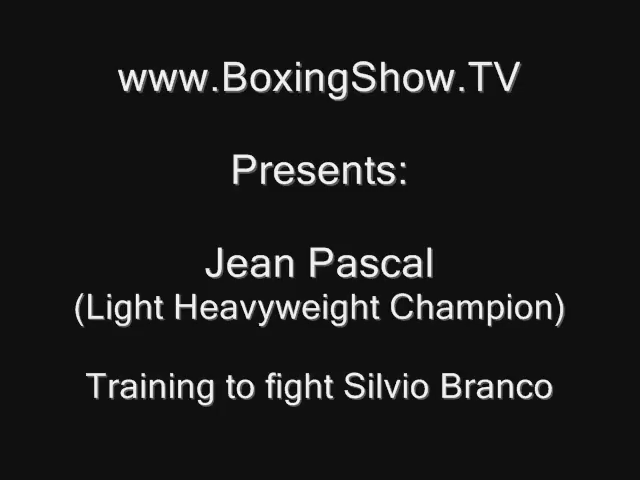 www.BoxingShow.TV
Presents:
Jean Pascal
(Light Heavyweight Champion)
Training to fight Silvio Branco